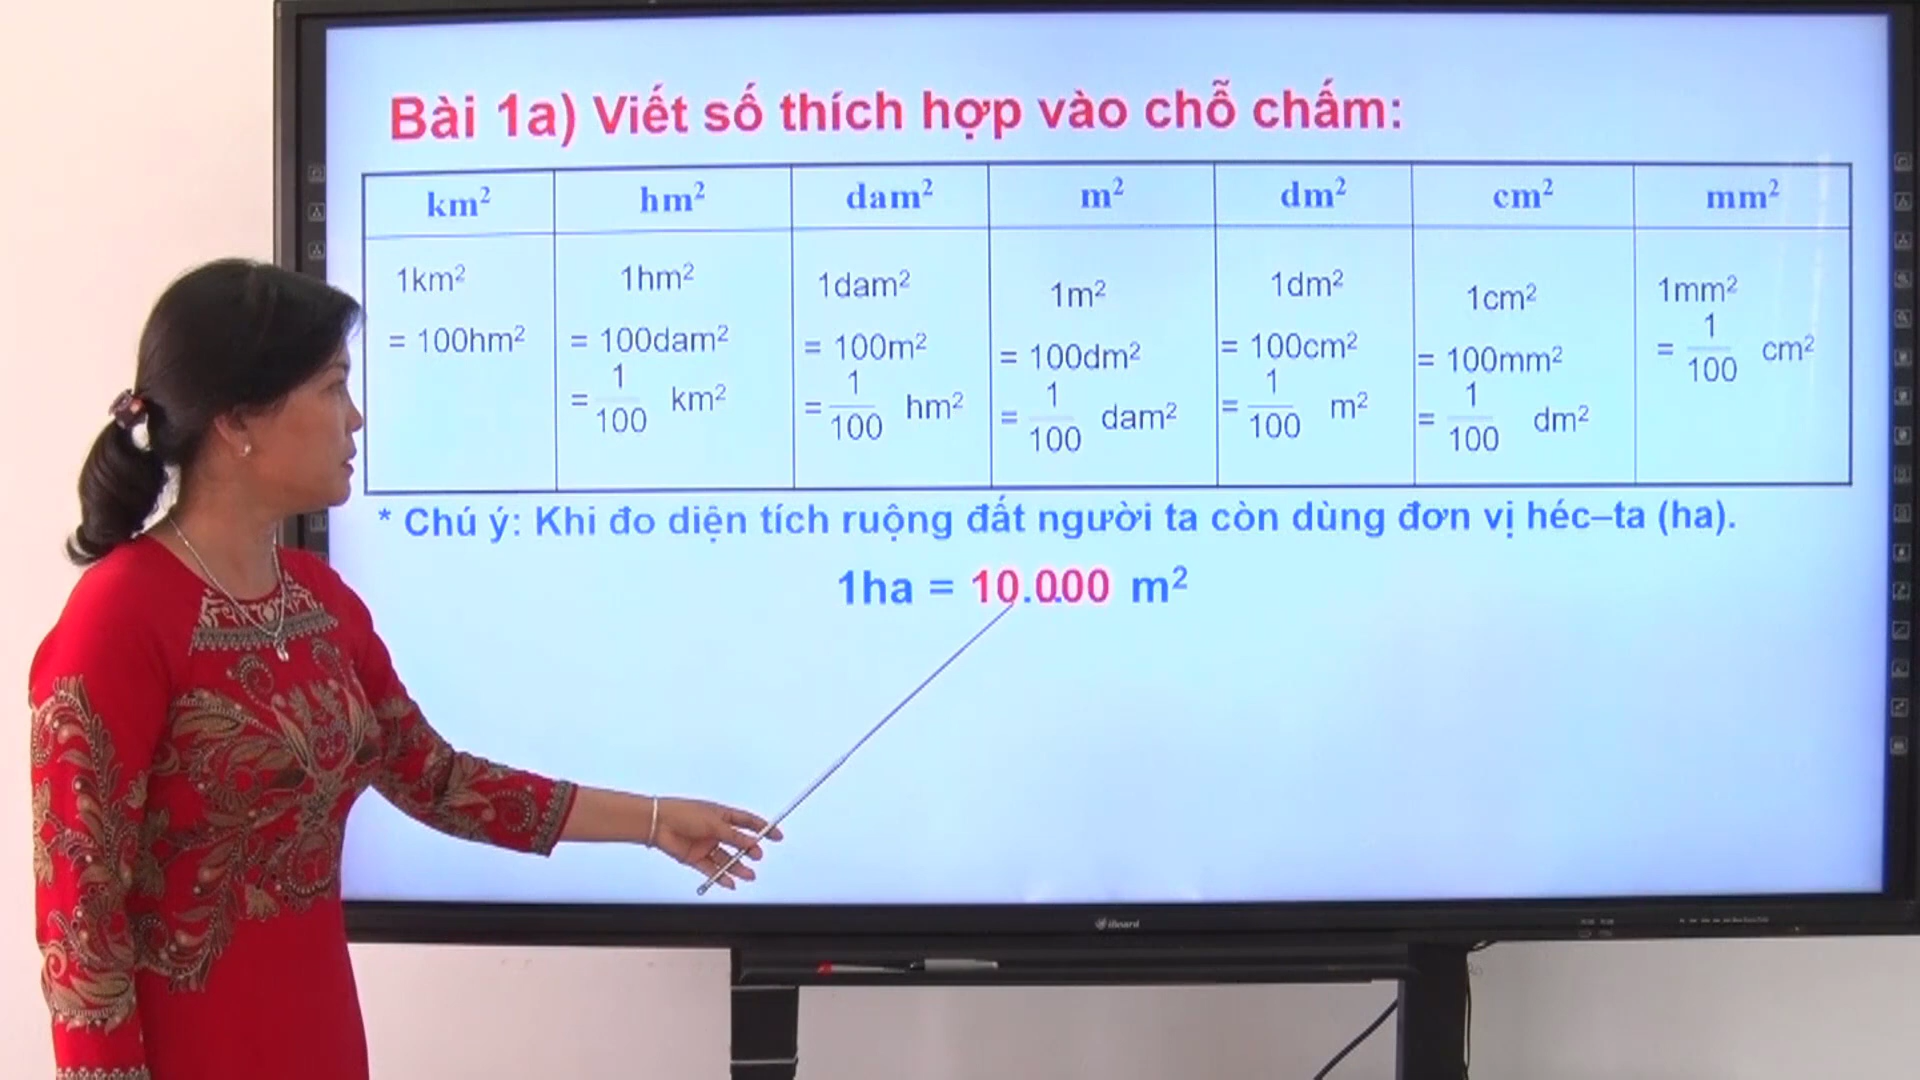 Bài 1a) Viết số thích hợp vào chỗ chấm:
km² hm² dam² m² dm² cm² mm²
1km²
= 100hm²
1hm²
= 100dam²
= 1/100 km²
1dam²
= 100m²
= 1/100 hm²
1m²
= 100dm²
= 1/100 dam²
1dm²
= 100cm²
= 1/100 m²
1cm²
= 100mm²
= 1/100 dm²
1mm²
= 1/100 cm²
* Chú ý: Khi đo diện tích ruộng đất người ta còn dùng đơn vị héc–ta (ha).
1ha = 10.000 m²